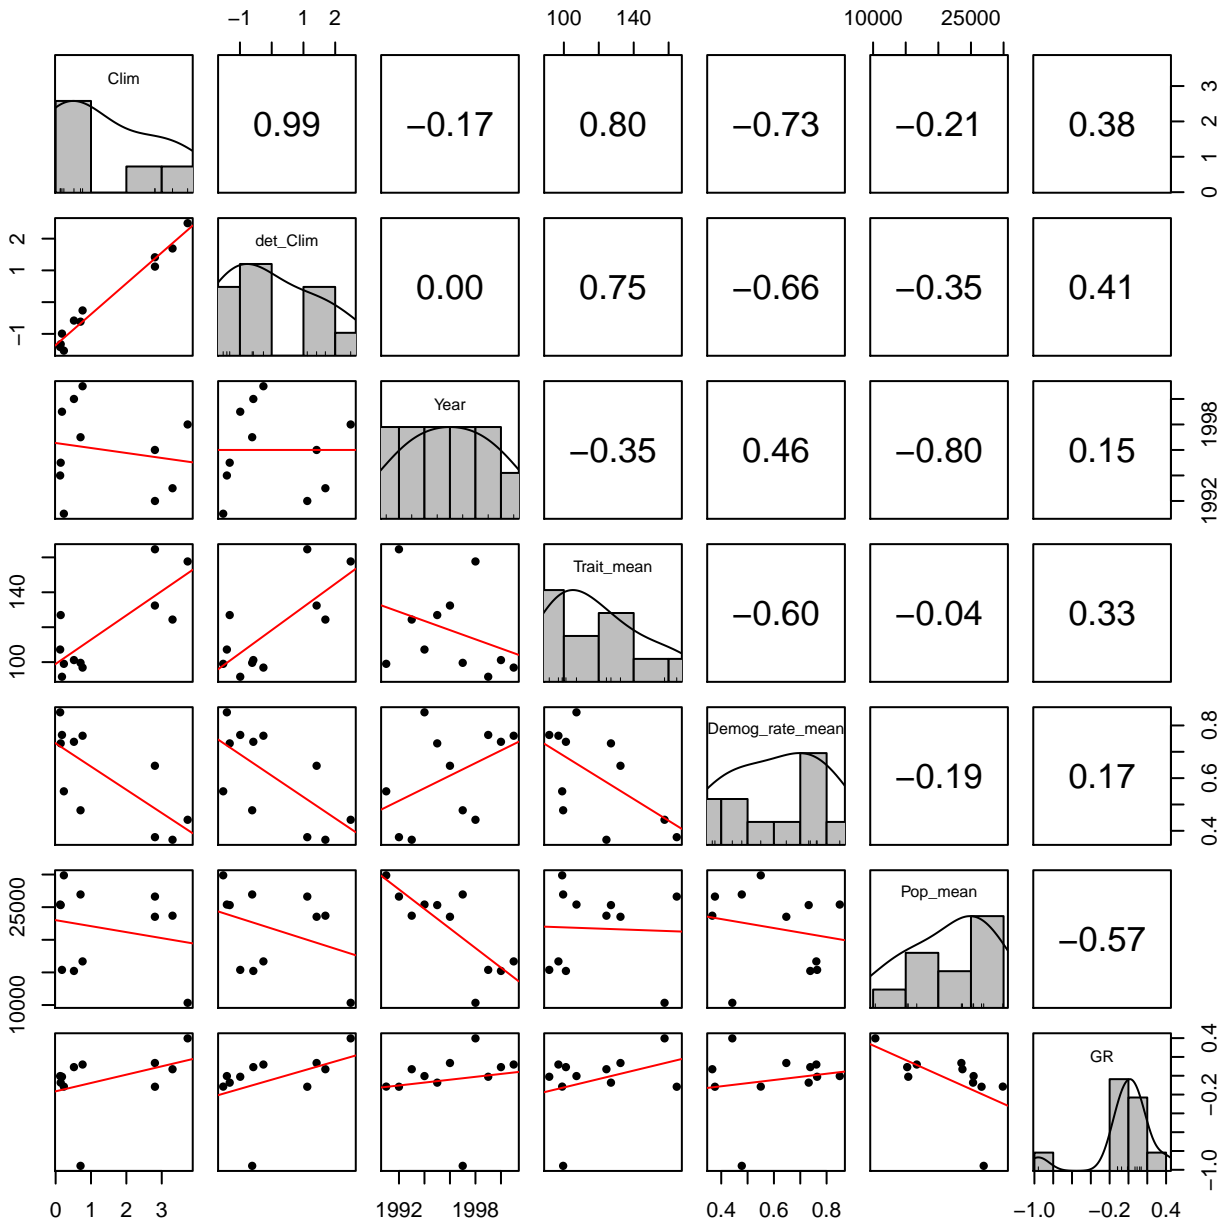 −1 1 2 100 140 10000 25000
Clim 0.99 −0.17 0.80 −0.73 −0.21 0.38 0 1 2 3
−1 1 2 det_Clim 0.00 0.75 −0.66 −0.35 0.41
Year −0.35 0.46 −0.80 0.15 1992 1998
100 140 Trait_mean −0.60 −0.04 0.33
Demog_rate_mean −0.19 0.17 0.4 0.6 0.8
10000 25000 Pop_mean −0.57
GR −1.0 −0.2 0.4
0 1 2 3 1992 1998 0.4 0.6 0.8 −1.0 −0.2 0.4